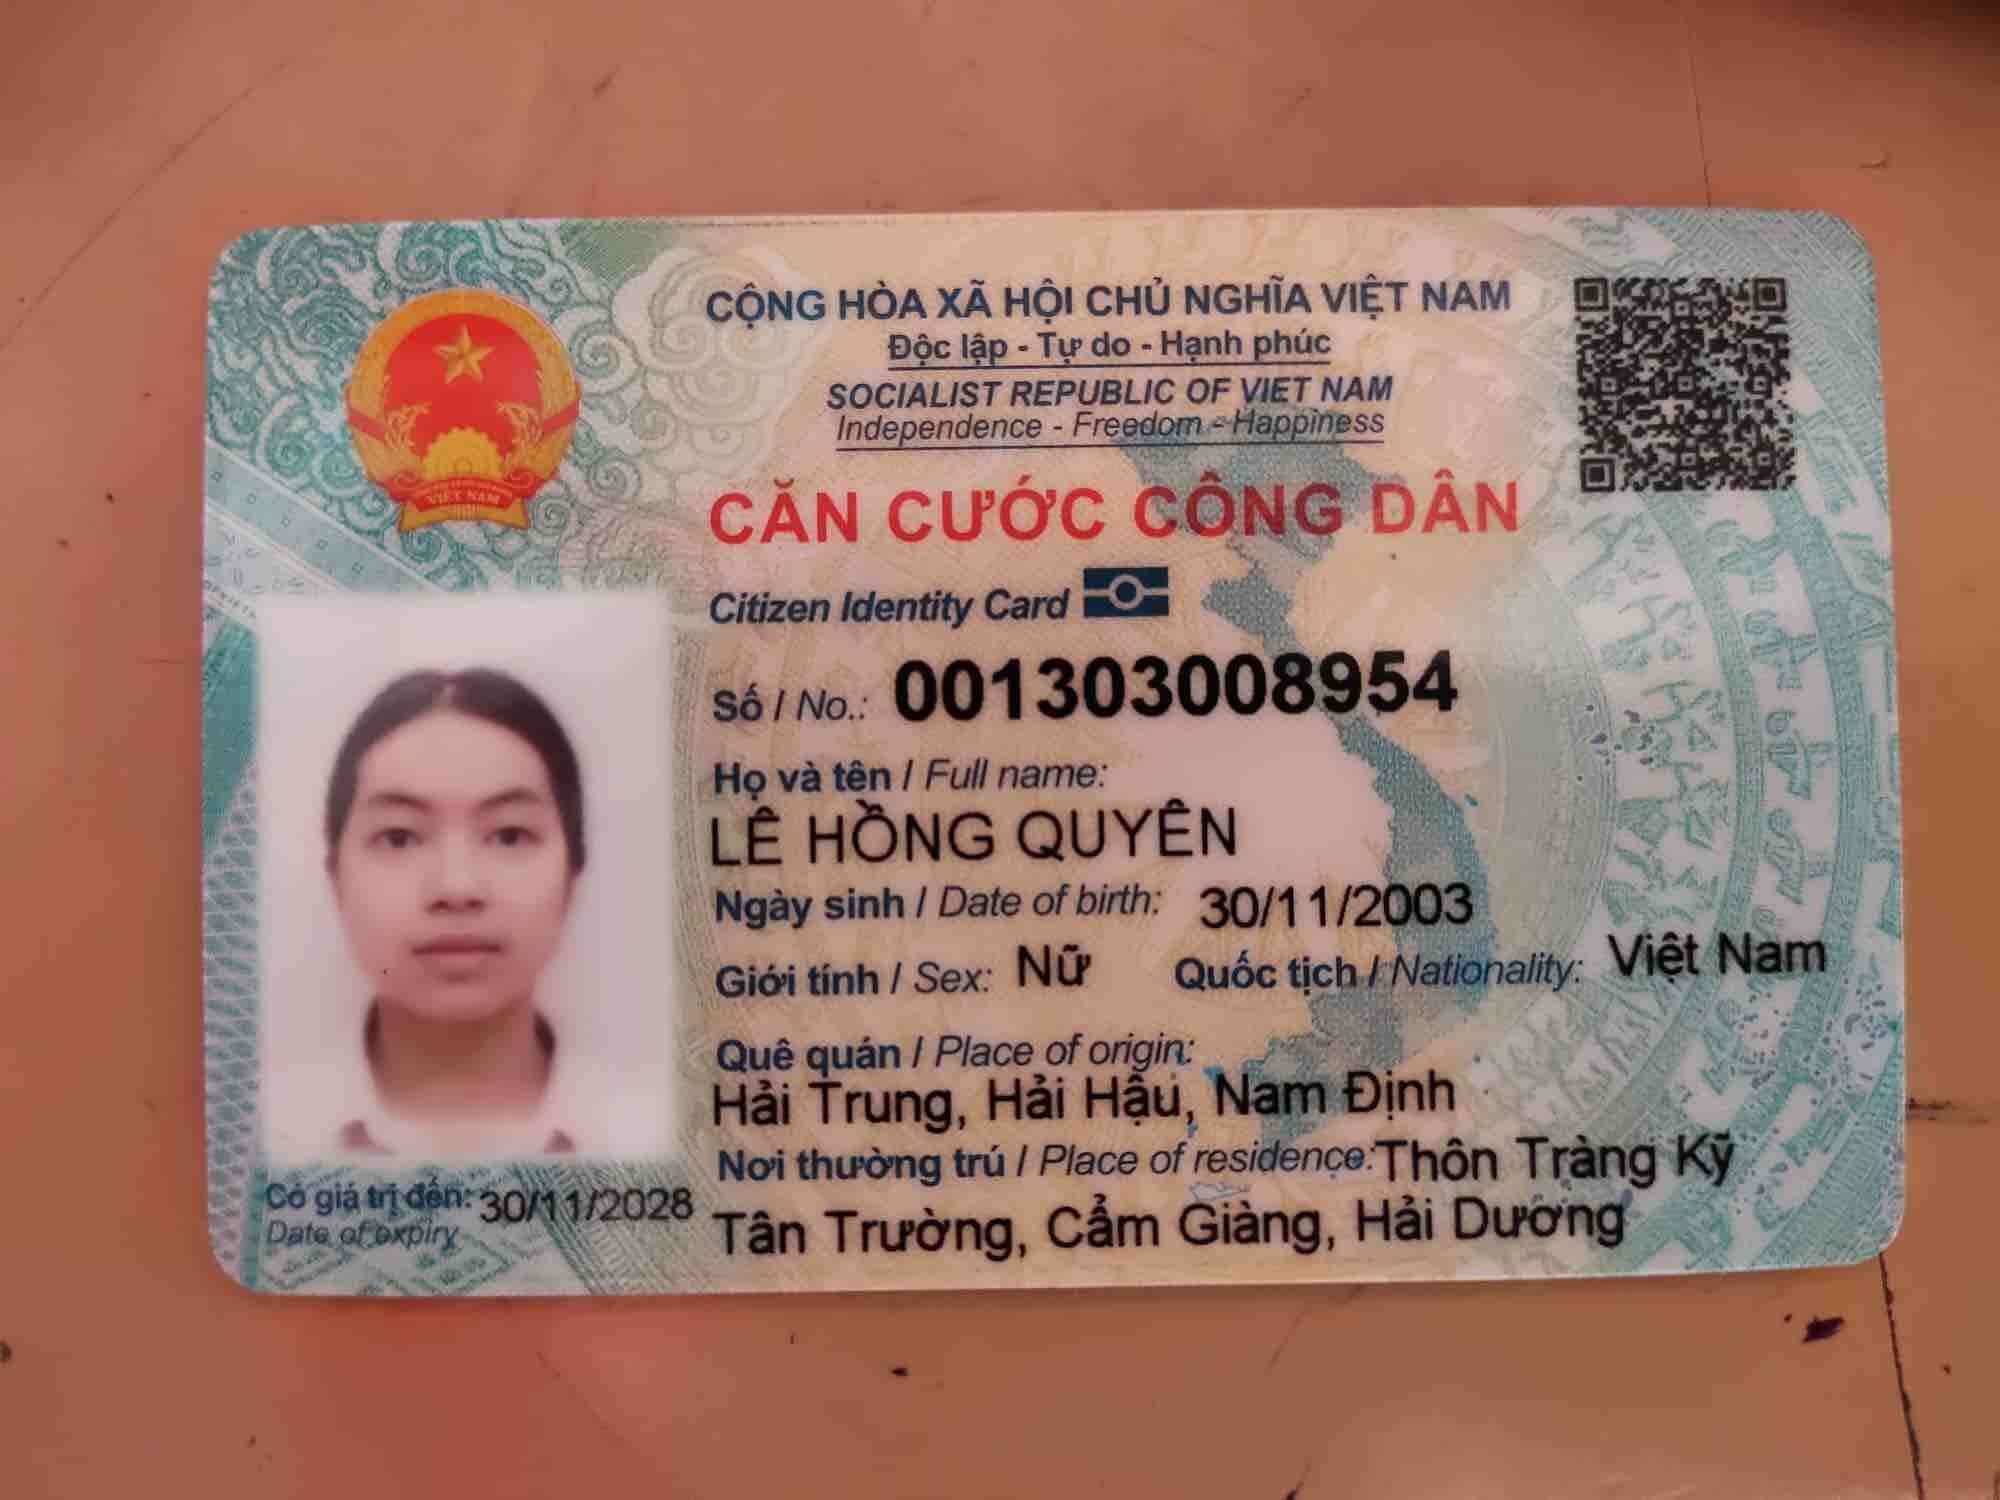 CỘNG HÒA XÃ HỘI CHỦ NGHĨA VIỆT NAM
Độc lập - Tự do - Hạnh phúc
SOCIALIST REPUBLIC OF VIET NAM
Independence - Freedom - Happiness
CĂN CƯỚC CÔNG DÂN
Citizen Identity Card
Số / No.: 001303008954
Họ và tên / Full name:
LÊ HỒNG QUYÊN
Ngày sinh / Date of birth: 30/11/2003
Giới tính / Sex: Nữ Quốc tịch / Nationality: Việt Nam
Quê quán / Place of origin:
Hải Trung, Hải Hậu, Nam Định
Nơi thường trú / Place of residence: Thôn Tràng Kỹ
Tân Trường, Cẩm Giàng, Hải Dương
Có giá trị đến: 30/11/2028
Date of expiry
VIỆT NAM